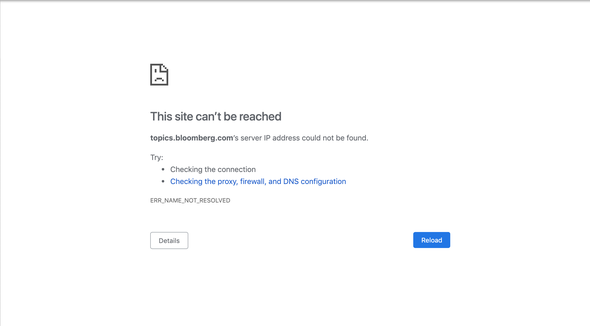 This site can’t be reached
topics.bloomberg.com's server IP address could not be found.
Try:
• Checking the connection
• Checking the proxy, firewall, and DNS configuration
ERR_NAME_NOT_RESOLVED
Details
Reload